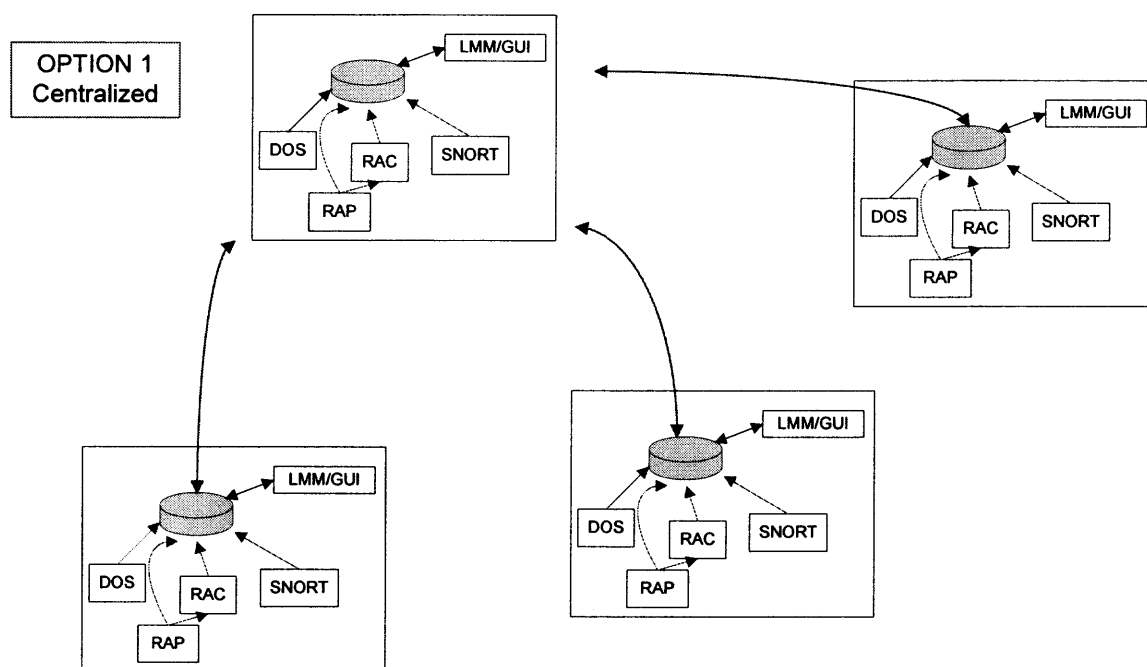 OPTION 1
Centralized
LMM/GUI
DOS
RAC
SNORT
RAP
LMM/GUI
DOS
RAC
SNORT
RAP
LMM/GUI
DOS
RAC
SNORT
RAP
LMM/GUI
DOS
RAC
SNORT
RAP